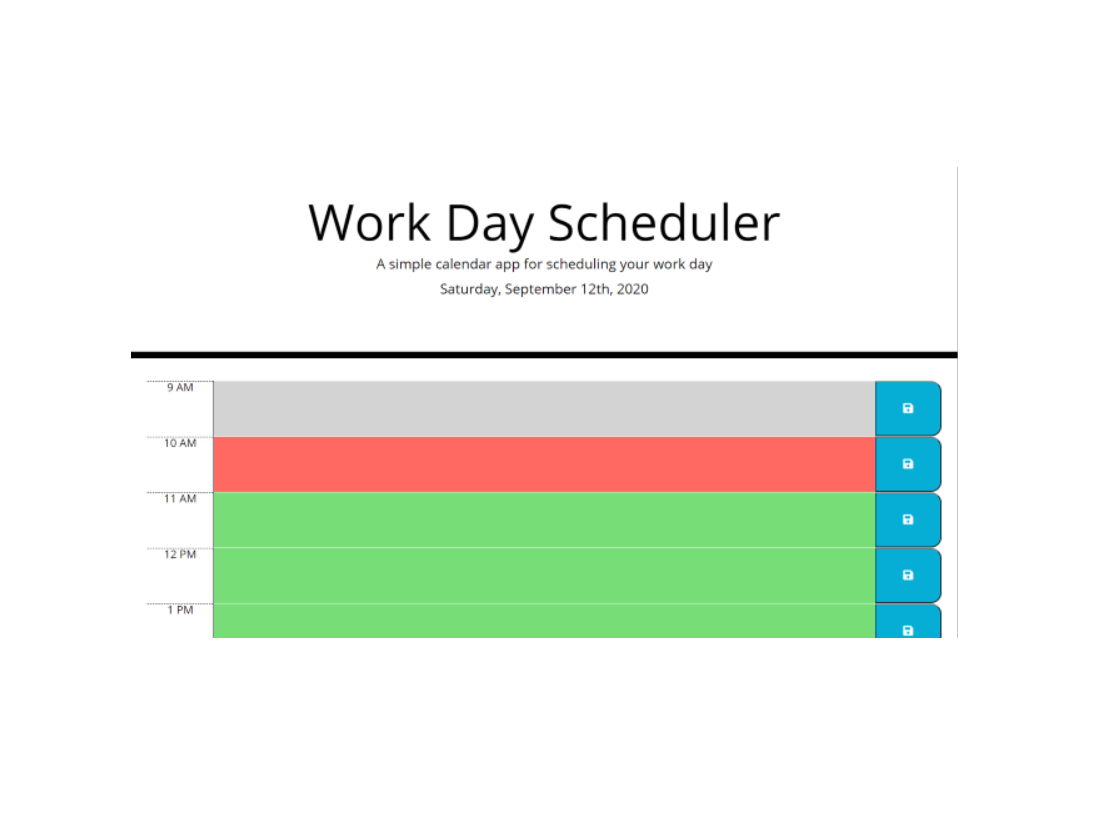 Work Day Scheduler
A simple calendar app for scheduling your work day
Saturday, September 12th, 2020
9 AM
10 AM
11 AM
12 PM
1 PM